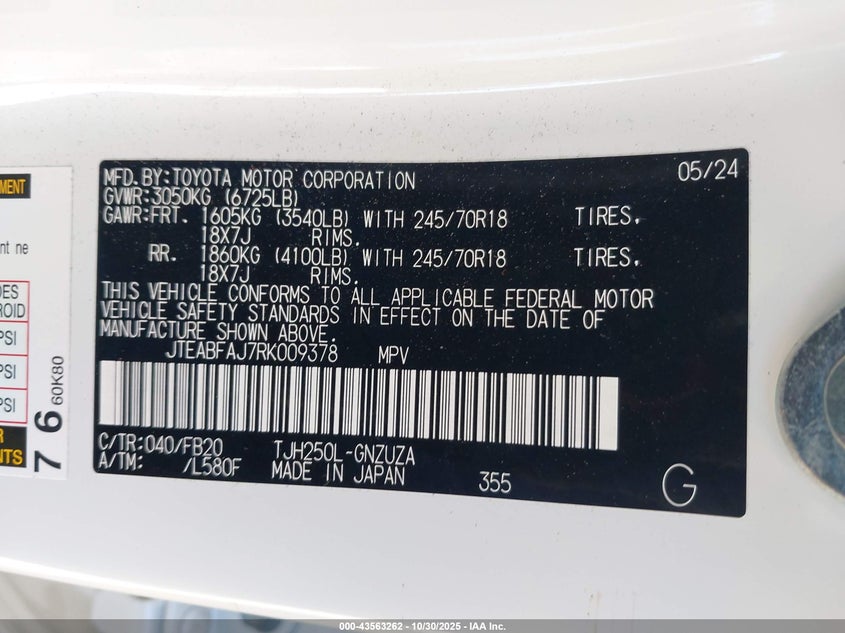 MFD.BY:TOYOTA MOTOR CORPORATION 05/24
GVWR:3050KG (6725LB)
GAWR:FRT. 1605KG (3540LB) WITH 245/70R18 TIRES.
18X7J RIMS.
RR. 1860KG (4100LB) WITH 245/70R18 TIRES.
18X7J RIMS.
THIS VEHICLE CONFORMS TO ALL APPLICABLE FEDERAL MOTOR
VEHICLE SAFETY STANDARDS IN EFFECT ON THE DATE OF
MANUFACTURE SHOWN ABOVE.
JTEABFAJ7RK009378 MPV
C/TR:040/FB20 TJH250L-GNZUZA
A/TM: /L580F MADE IN JAPAN 355
G
PSI
PSI
PSI
76
60K80
000-43563262 - 10/30/2025 - IAA Inc.